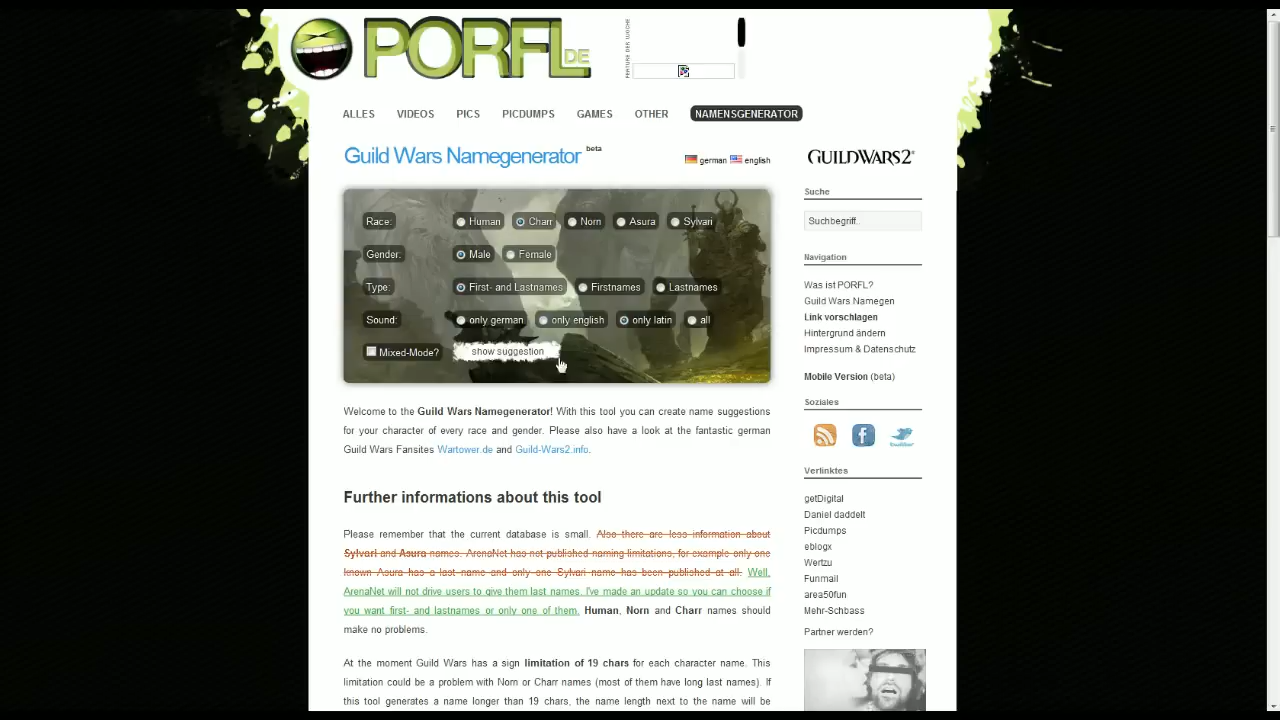 PORFL DE
FEATURE DER WOCHE
ALLES VIDEOS PICS PICDUMPS GAMES OTHER NAMENSGENERATOR
Guild Wars Namegenerator beta
german english
Race: Human Charr Norn Asura Sylvari
Gender: Male Female
Type: First- and Lastnames Firstnames Lastnames
Sound: only german only english only latin all
Mixed-Mode? show suggestion
Welcome to the Guild Wars Namegenerator! With this tool you can create name suggestions
for your character of every race and gender. Please also have a look at the fantastic german
Guild Wars Fansites Wartower.de and Guild-Wars2.info.
Further informations about this tool
Please remember that the current database is small. Also there are less information about
Sylvari and Asura names. ArenaNet has not published naming limitations, for example only one
known Asura has a last name and only one Sylvari name has been published at all. Well,
ArenaNet will not drive users to give them last names. I've made an update so you can choose if
you want first- and lastnames or only one of them. Human, Norn and Charr names should
make no problems.
At the moment Guild Wars has a sign limitation of 19 chars for each character name. This
limitation could be a problem with Norn or Charr names (most of them have long last names). If
this tool generates a name longer than 19 chars, the name length next to the name will be
GUILD WARS 2
Suche
Suchbegriff..
Navigation
Was ist PORFL?
Guild Wars Namegen
Link vorschlagen
Hintergrund ändern
Impressum & Datenschutz
Mobile Version (beta)
Soziales
Verlinktes
getDigital
Daniel daddelt
Picdumps
eblogx
Wertzu
Funmail
area50fun
Mehr-Schbass
Partner werden?